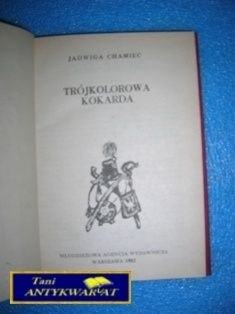 JADWIGA CHAMIEC
TRÓJKOLOROWA
KOKARDA
MŁODZIEŻOWA AGENCJA WYDAWNICZA
WARSZAWA 1982
Tani
ANTYKWARIAT